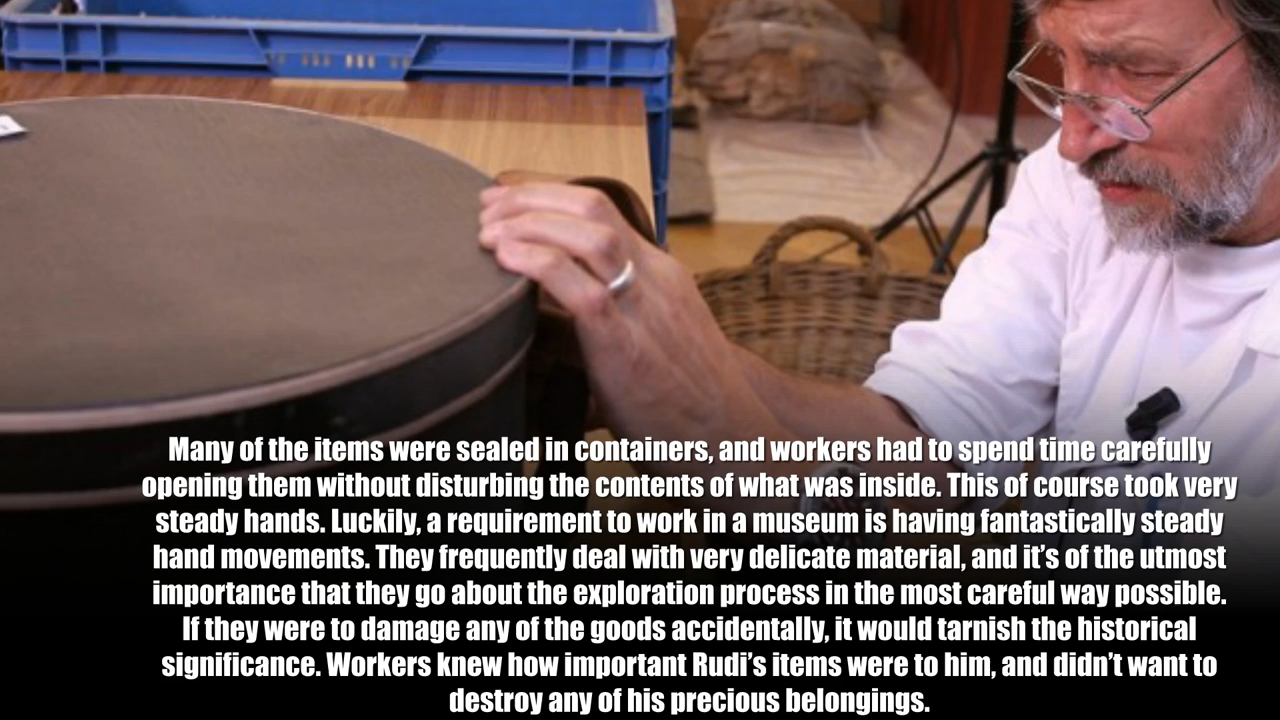 Many of the items were sealed in containers, and workers had to spend time carefully
opening them without disturbing the contents of what was inside. This of course took very
steady hands. Luckily, a requirement to work in a museum is having fantastically steady
hand movements. They frequently deal with very delicate material, and it’s of the utmost
importance that they go about the exploration process in the most careful way possible.
If they were to damage any of the goods accidentally, it would tarnish the historical
significance. Workers knew how important Rudi’s items were to him, and didn’t want to
destroy any of his precious belongings.